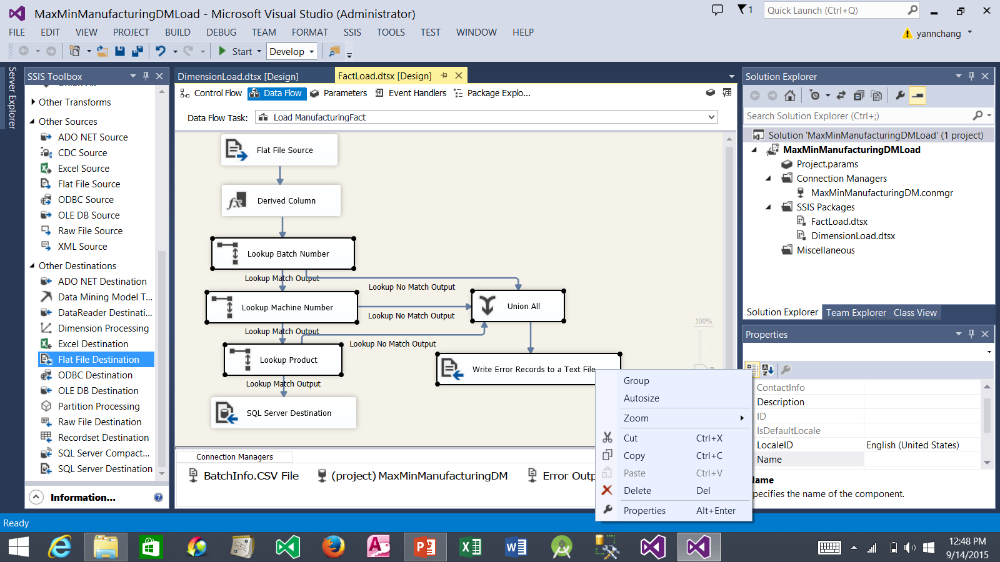 MaxMinManufacturingDMLoad - Microsoft Visual Studio (Administrator)
1
Quick Launch (Ctrl+Q)
FILE EDIT VIEW PROJECT BUILD DEBUG TEAM FORMAT SSIS TOOLS TEST WINDOW HELP
yannchang
Start
Develop
Server Explorer
SSIS Toolbox
Union All
Other Transforms
Other Sources
ADO NET Source
CDC Source
Excel Source
Flat File Source
ODBC Source
OLE DB Source
Raw File Source
XML Source
Other Destinations
ADO NET Destination
Data Mining Model T...
DataReader Destinati...
Dimension Processing
Excel Destination
Flat File Destination
ODBC Destination
OLE DB Destination
Partition Processing
Raw File Destination
Recordset Destination
SQL Server Compact...
SQL Server Destination
Information...
DimensionLoad.dtsx [Design]
FactLoad.dtsx [Design]
Control Flow
Data Flow
Parameters
Event Handlers
Package Explo...
Data Flow Task:
Load ManufacturingFact
Flat File Source
Derived Column
Lookup Batch Number
Lookup Match Output
Lookup No Match Output
Lookup Machine Number
Union All
Lookup No Match Output
100%
Lookup Match Output
Lookup No Match Output
Lookup Product
Write Error Records to a Text File
Lookup Match Output
SQL Server Destination
Connection Managers
BatchInfo.CSV File
(project) MaxMinManufacturingDM
Error Outp
Group
Autosize
Zoom
Cut Ctrl+X
Copy Ctrl+C
Paste Ctrl+V
Delete Del
Properties Alt+Enter
Solution Explorer
Search Solution Explorer (Ctrl+;)
Solution 'MaxMinManufacturingDMLoad' (1 project)
MaxMinManufacturingDMLoad
Project.params
Connection Managers
MaxMinManufacturingDM.conmgr
SSIS Packages
FactLoad.dtsx
DimensionLoad.dtsx
Miscellaneous
Solution Explorer
Team Explorer
Class View
Properties
ContactInfo
Description
ID
IsDefaultLocale
LocaleID English (United States)
Name
Name
pecifies the name of the component.
Ready
12:48 PM
9/14/2015